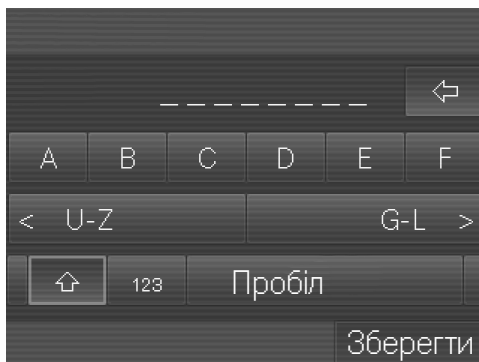 _ _ _ _ _ _ _ _
A B C D E F
< U-Z G-L >
123 Пробіл
Зберегти